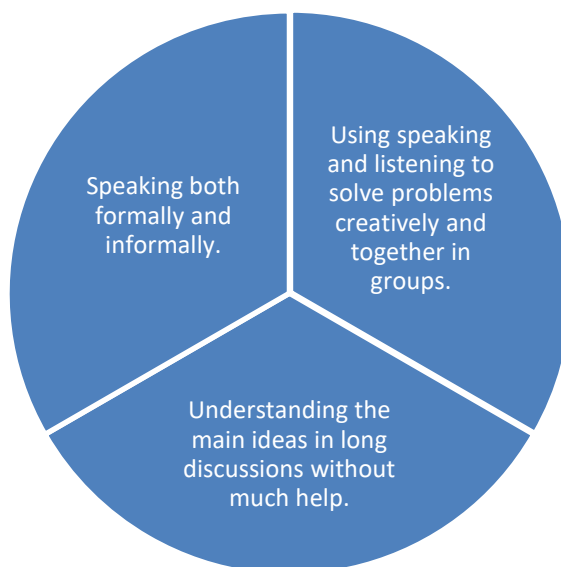 Speaking both
formally and
informally.
Using speaking
and listening to
solve problems
creatively and
together in
groups.
Understanding the
main ideas in long
discussions without
much help.